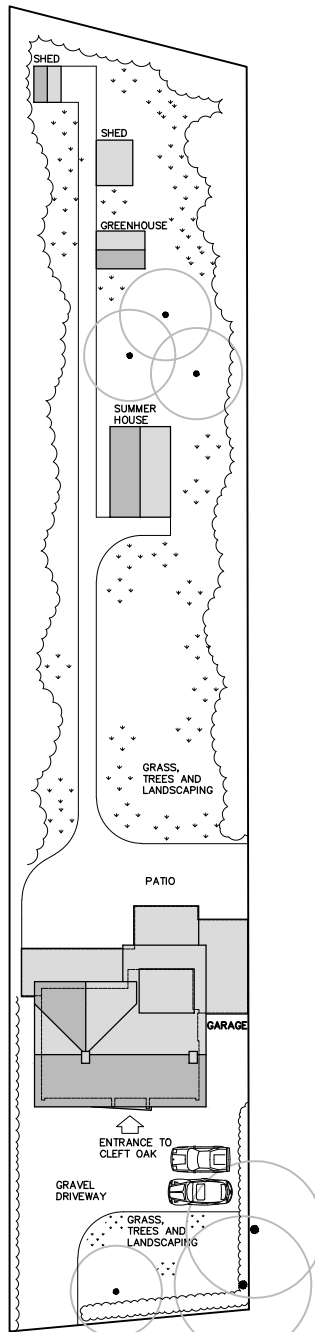 SHED
SHED
GREENHOUSE
SUMMER
HOUSE
GRASS,
TREES AND
LANDSCAPING
PATIO
GARAGE
ENTRANCE TO
CLEFT OAK
GRAVEL
DRIVEWAY
GRASS,
TREES AND
LANDSCAPING